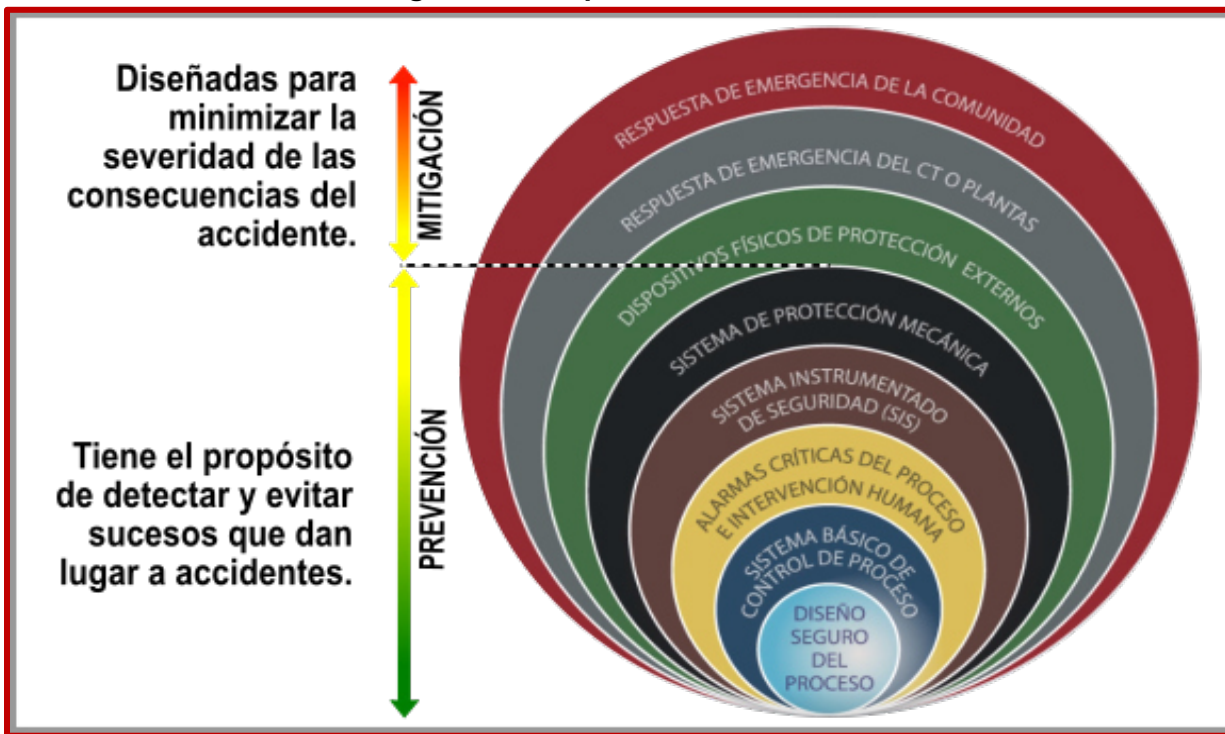 Diseñadas para
minimizar la
severidad de las
consecuencias del
accidente.
MITIGACIÓN
Tiene el propósito
de detectar y evitar
sucesos que dan
lugar a accidentes.
PREVENCIÓN
RESPUESTA DE EMERGENCIA DE LA COMUNIDAD
RESPUESTA DE EMERGENCIA DEL CT O PLANTAS
DISPOSITIVOS FÍSICOS DE PROTECCIÓN EXTERNOS
SISTEMA DE PROTECCIÓN MECÁNICA
SISTEMA INSTRUMENTADO
DE SEGURIDAD (SIS)
ALARMAS CRÍTICAS DEL PROCESO
E INTERVENCIÓN HUMANA
SISTEMA BÁSICO DE
CONTROL DE PROCESO
DISEÑO
SEGURO
DEL
PROCESO